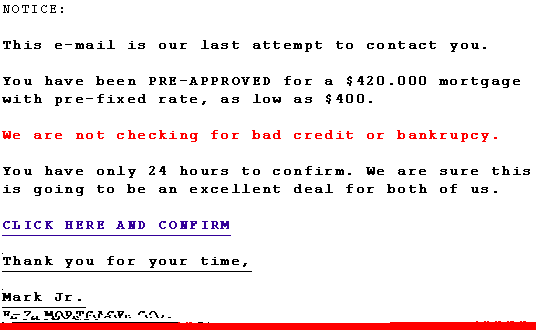 NOTICE:
This e-mail is our last attempt to contact you.
You have been PRE-APPROVED for a $420.000 mortgage
with pre-fixed rate, as low as $400.
We are not checking for bad credit or bankrupcy.
You have only 24 hours to confirm. We are sure this
is going to be an excellent deal for both of us.
CLICK HERE AND CONFIRM
Thank you for your time,
Mark Jr.
E-Z MORTGAGE CO.